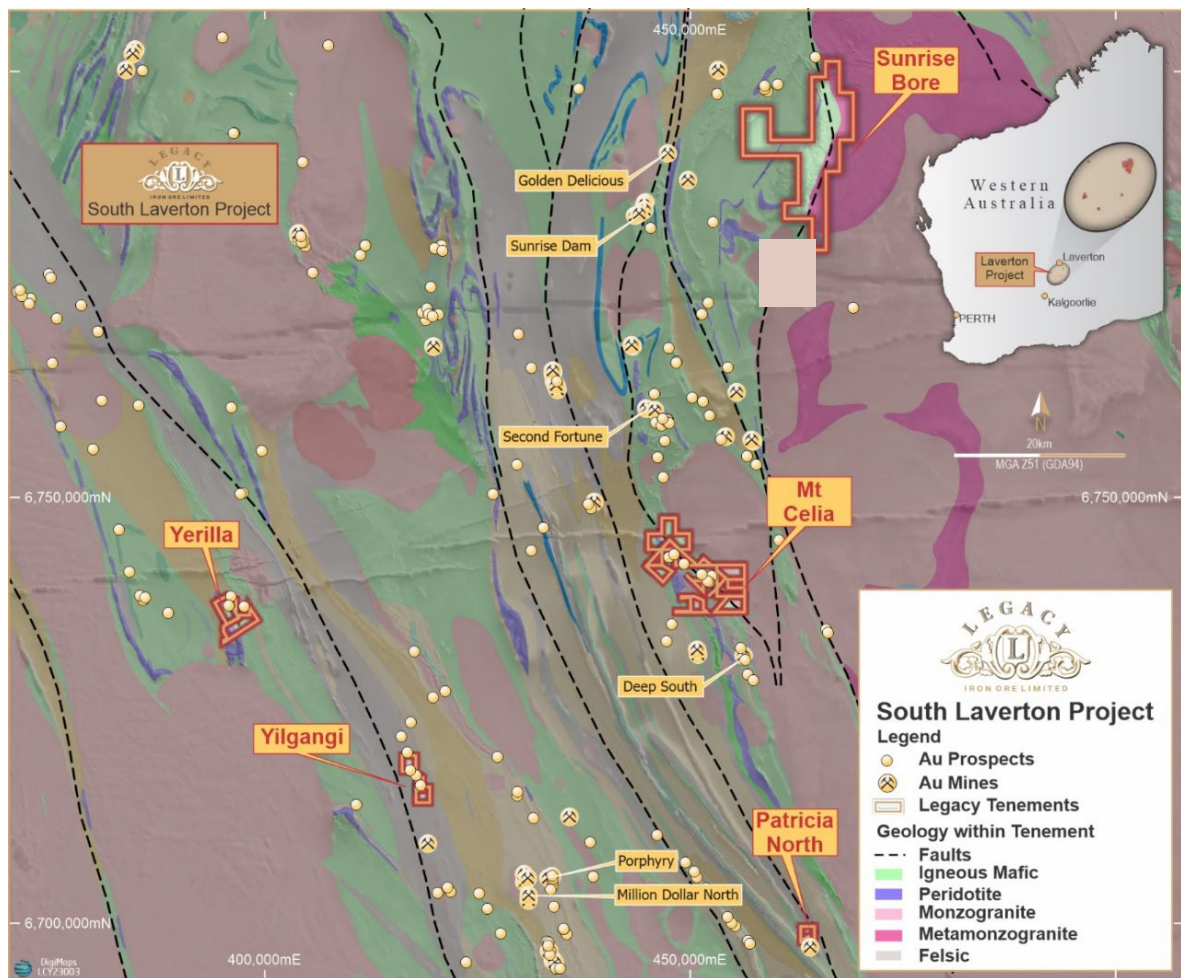 450,000mE
Sunrise
Bore
LEGACY
L
IRON ORE LIMITED
South Laverton Project
Golden Delicious
Sunrise Dam
Western
Australia
Laverton
Laverton
Project
Kalgoorlie
PERTH
N
20km
MGA Z51 (GDA94)
Second Fortune
6,750,000mN
6,750,000mN
Mt
Celia
Yerilla
Deep South
Yilgangi
Patricia
North
Porphyry
Million Dollar North
LEGACY
L
IRON ORE LIMITED
South Laverton Project
Legend
Au Prospects
Au Mines
Legacy Tenements
Geology within Tenement
Faults
Igneous Mafic
Peridotite
Monzogranite
Metamonzogranite
Felsic
6,700,000mN
DigiMaps
LCY23003
400,000mE
450,000mE